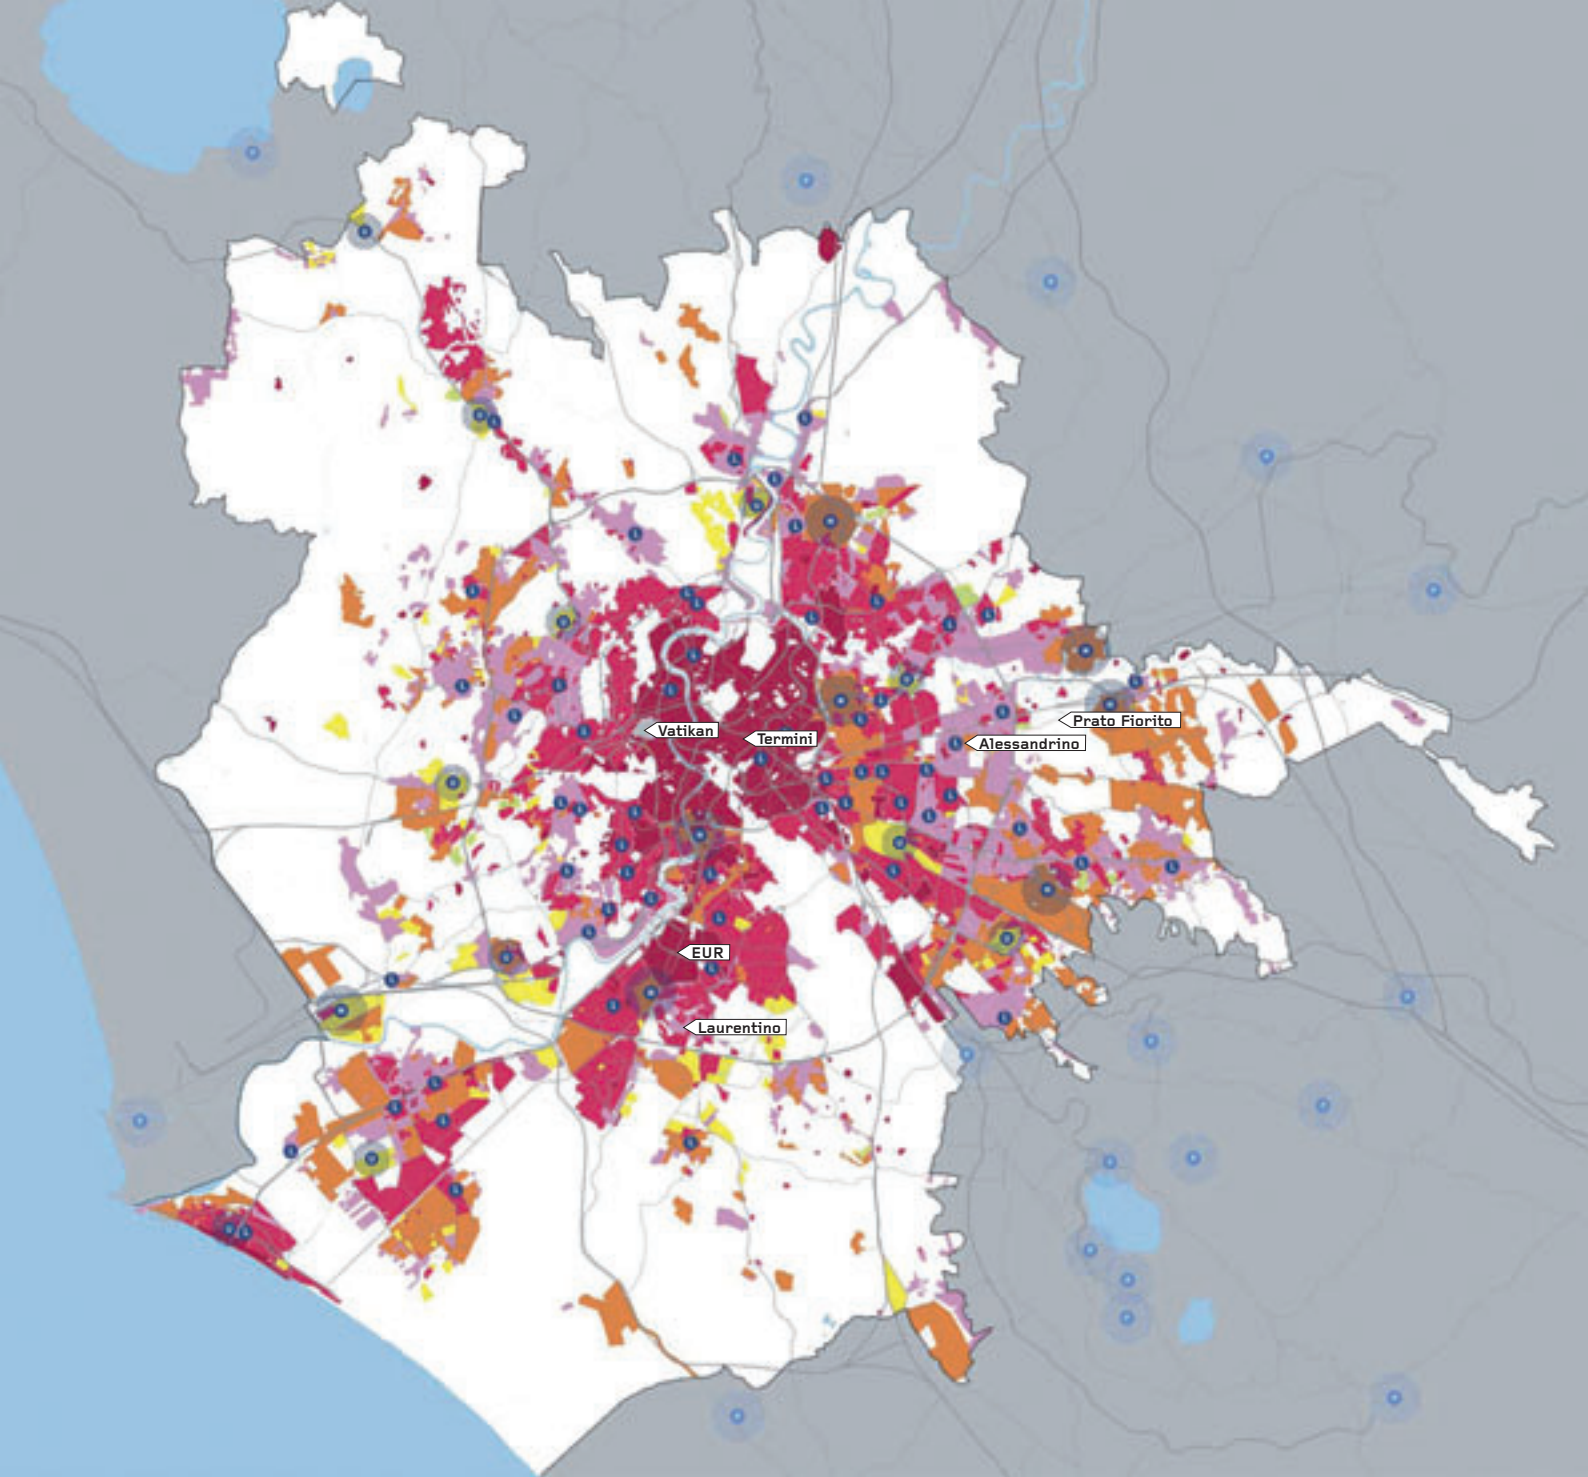 Vatikan
Termini
Prato Fiorito
Alessandrino
EUR
Laurentino